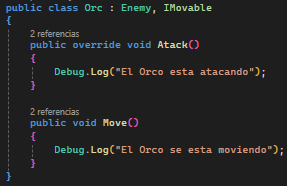 public class Orc : Enemy, IMovable
{
2 referencias
public override void Atack()
{
Debug.Log("El Orco esta atacando");
}
2 referencias
public void Move()
{
Debug.Log("El Orco se esta moviendo");
}
}